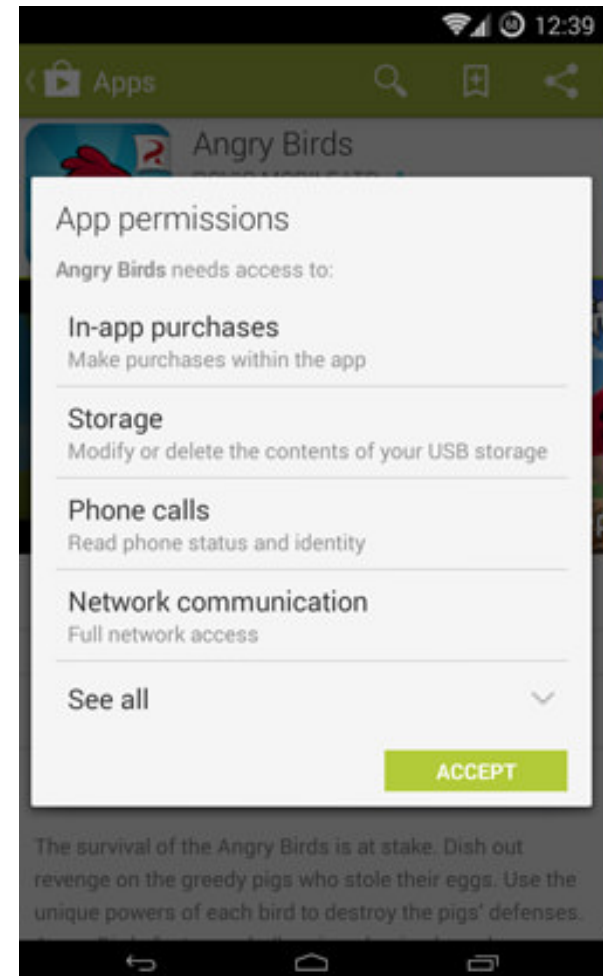 68 12:39
Apps
Angry Birds
App permissions
Angry Birds needs access to:
In-app purchases
Make purchases within the app
Storage
Modify or delete the contents of your USB storage
Phone calls
Read phone status and identity
Network communication
Full network access
See all
ACCEPT
The survival of the Angry Birds is at stake. Dish out
revenge on the greedy pigs who stole their eggs. Use the
unique powers of each bird to destroy the pigs' defenses.